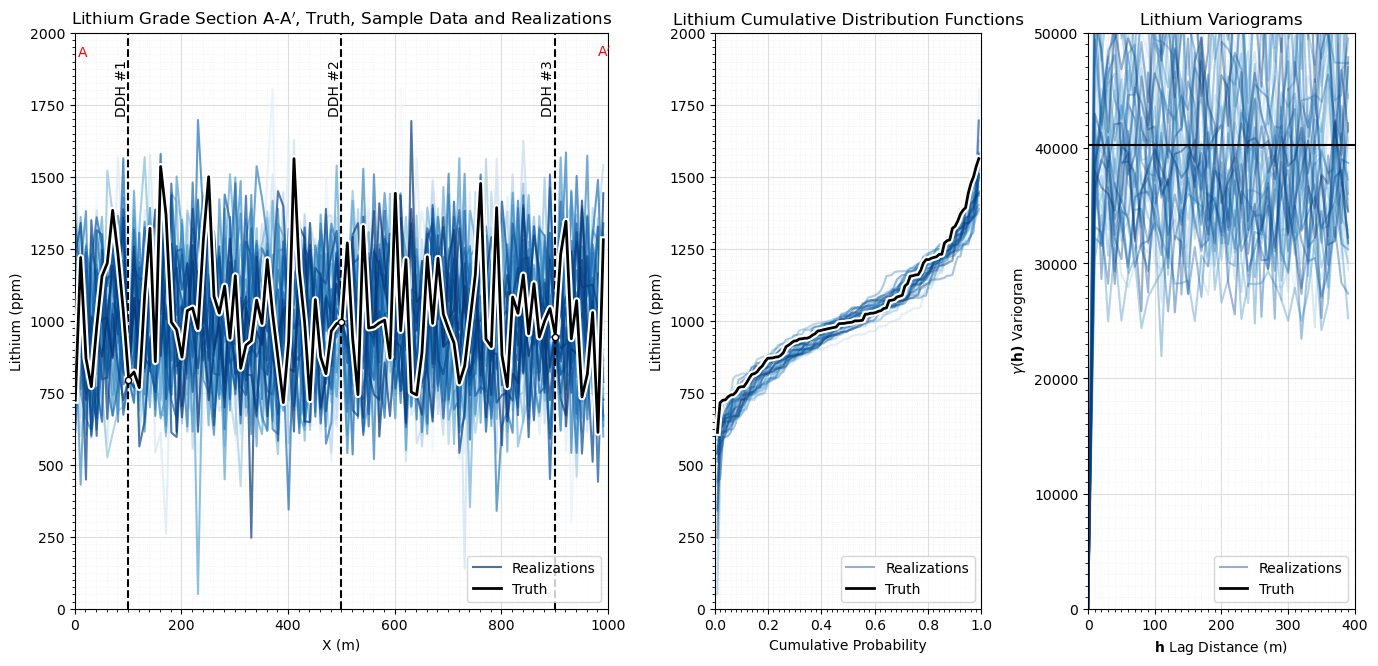 Lithium Grade Section A-A′, Truth, Sample Data and Realizations
2000
1750
1500
1250
1000
750
500
250
0
Lithium (ppm)
A
A
DDH #1
DDH #2
DDH #3
Realizations
Truth
0
200
400
600
800
1000
X (m)
Lithium Cumulative Distribution Functions
2000
1750
1500
1250
1000
750
500
250
0
Lithium (ppm)
Realizations
Truth
0.0
0.2
0.4
0.6
0.8
1.0
Cumulative Probability
Lithium Variograms
50000
40000
30000
20000
10000
0
γ(h) Variogram
Realizations
Truth
0
100
200
300
400
h Lag Distance (m)